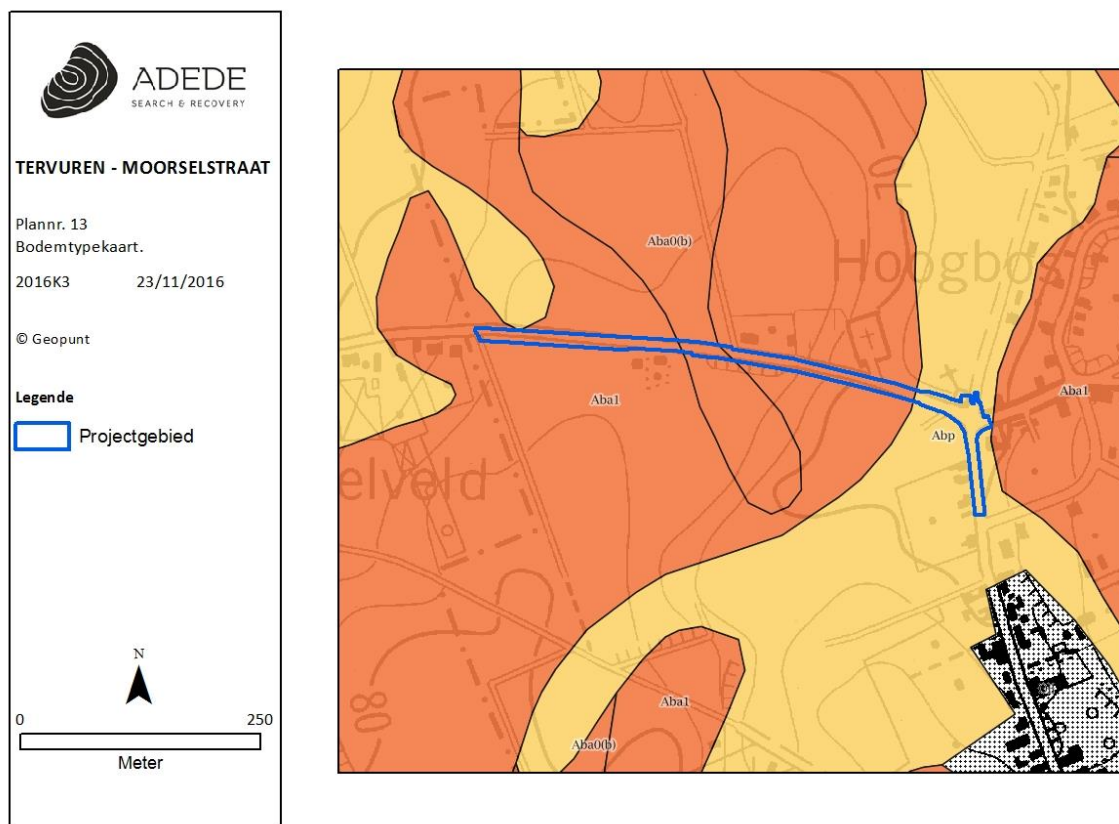 ADEDE
SEARCH & RECOVERY
TERVUREN - MOORSELSTRAAT
Plannr. 13
Bodemtypekaart.
2016K3 23/11/2016
© Geopunt
Legende
Projectgebied
N
0 250
Meter
70
Aba0(b)
Hoogbos
Aba1
Aba1
Abp
elveld
80
Aba1
Aba0(b)